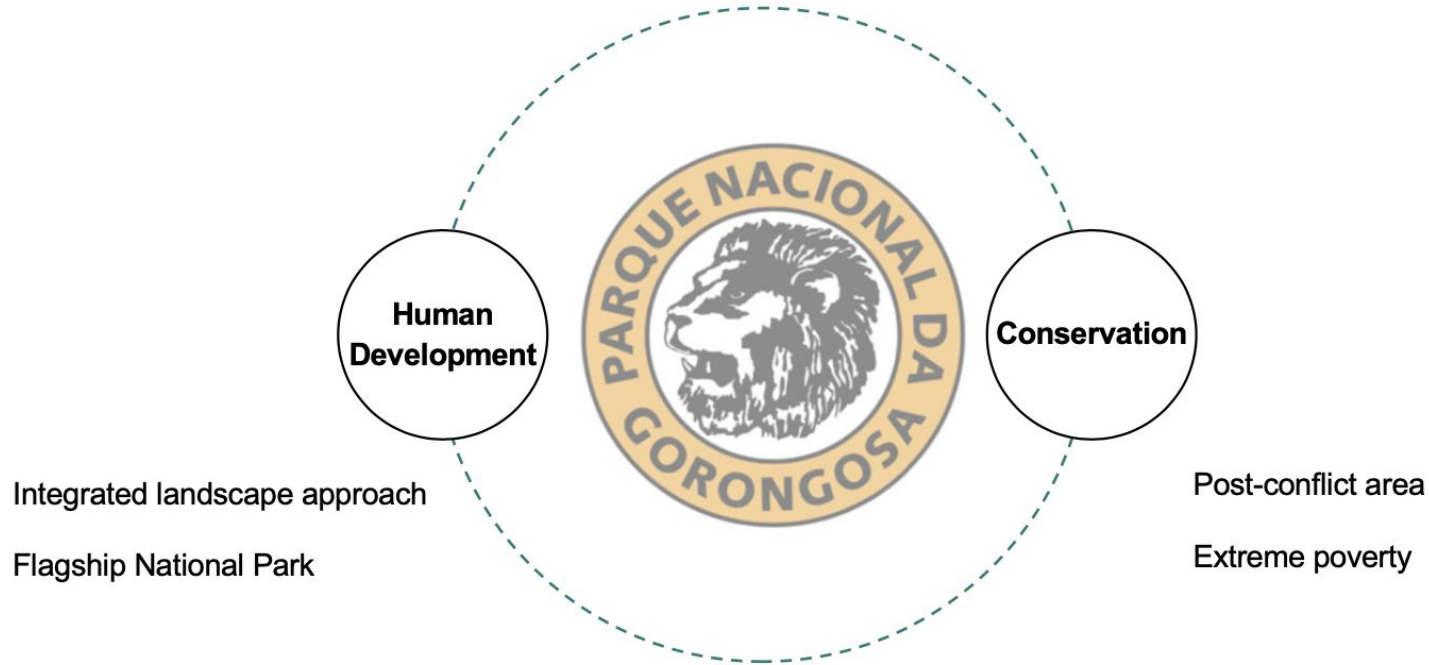 PARQUE NACIONAL DA
GORONGOSA
Human
Development
Conservation
Integrated landscape approach
Flagship National Park
Post-conflict area
Extreme poverty